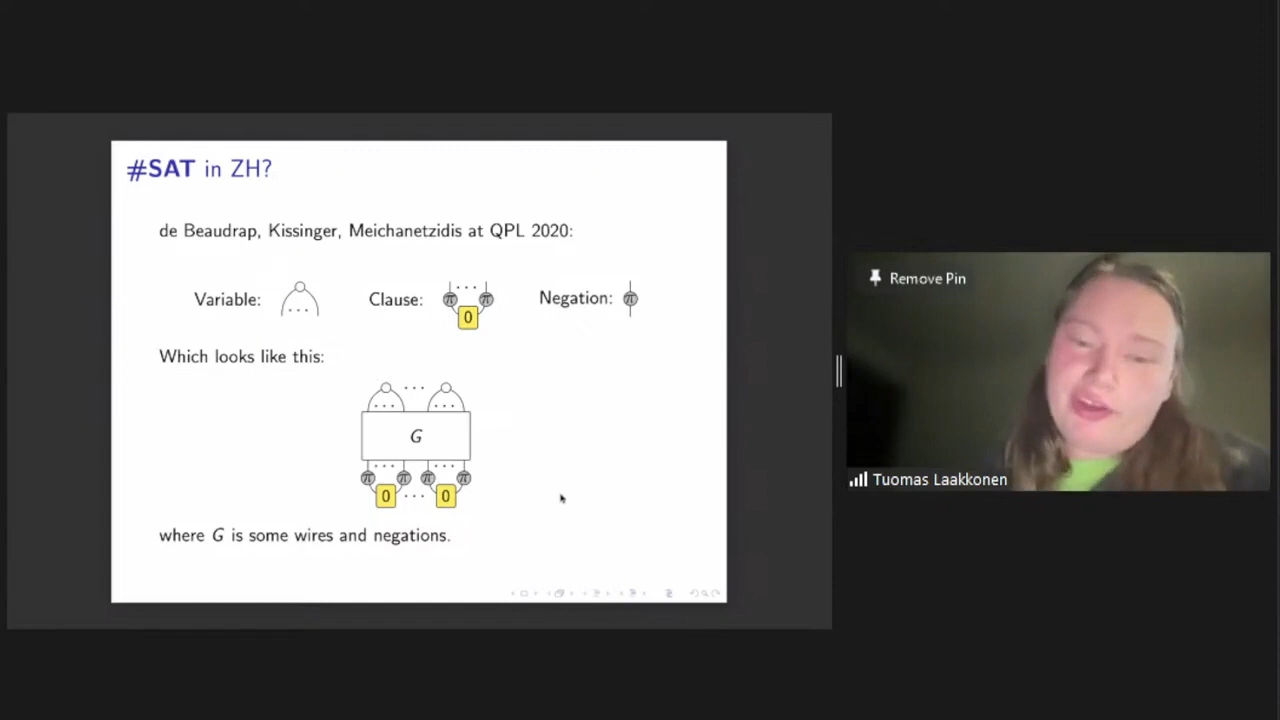 #SAT in ZH?
de Beaudrap, Kissinger, Meichanetzidis at QPL 2020:
Variable: ... Clause: π ... π 0 Negation: π
Which looks like this:
...
... ...
G
... ...
π π π π
0 ... 0
where G is some wires and negations.
Remove Pin
Tuomas Laakkonen